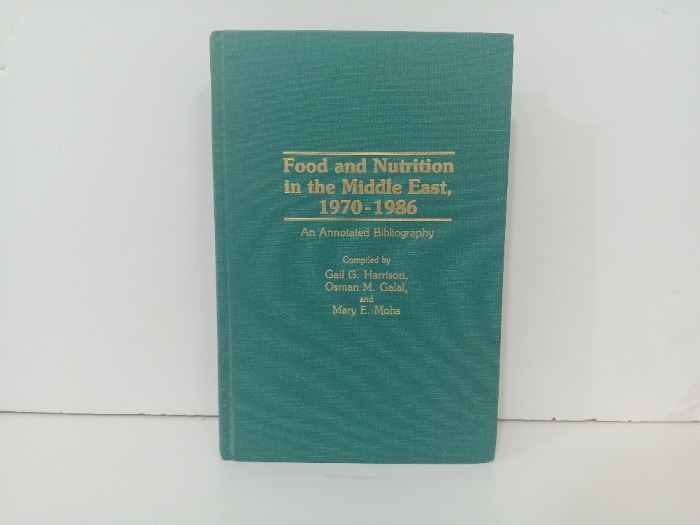 Food and Nutrition
in the Middle East,
1970-1986
An Annotated Bibliography
Compiled by
Gail G. Harrison,
Osman M. Galal,
and
Mary E. Mohs